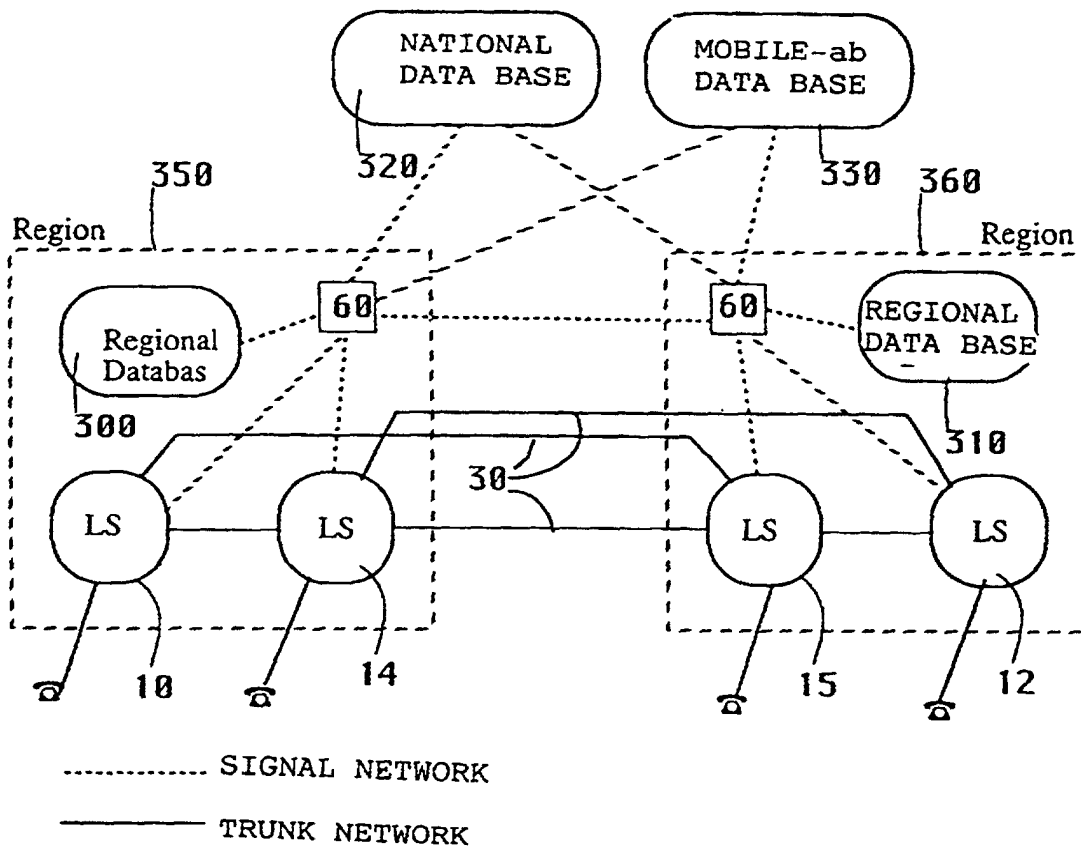 NATIONAL
DATA BASE
MOBILE-ab
DATA BASE
320
330
350
360
Region
Region
60
60
Regional
Databas
REGIONAL
DATA BASE
300
310
30
LS
LS
LS
LS
10
14
15
12
SIGNAL NETWORK
TRUNK NETWORK